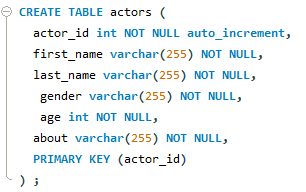 CREATE TABLE actors (
actor_id int NOT NULL auto_increment,
first_name varchar(255) NOT NULL,
last_name varchar(255) NOT NULL,
gender varchar(255) NOT NULL,
age int NOT NULL,
about varchar(255) NOT NULL,
PRIMARY KEY (actor_id)
) ;